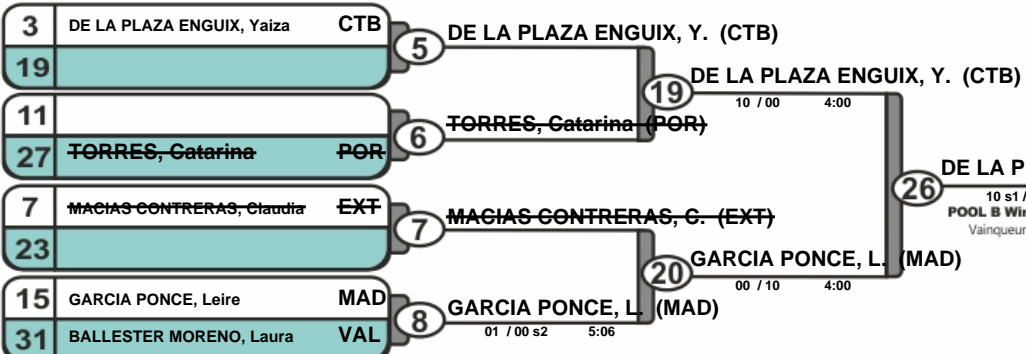 3 DE LA PLAZA ENGUIX, Yaiza CTB
19
5 DE LA PLAZA ENGUIX, Y. (CTB)
11
27 TORRES, Catarina POR
6 TORRES, Catarina (POR)
19 DE LA PLAZA ENGUIX, Y. (CTB)
10 / 00 4:00
7 MACIAS CONTRERAS, Claudia EXT
23
7 MACIAS CONTRERAS, C. (EXT)
15 GARCIA PONCE, Leire MAD
31 BALLESTER MORENO, Laura VAL
8 GARCIA PONCE, L. (MAD)
01 / 00 s2 5:06
20 GARCIA PONCE, L. (MAD)
00 / 10 4:00
26 DE LA P
10 s1 /
POOL B Win
Vainqueur